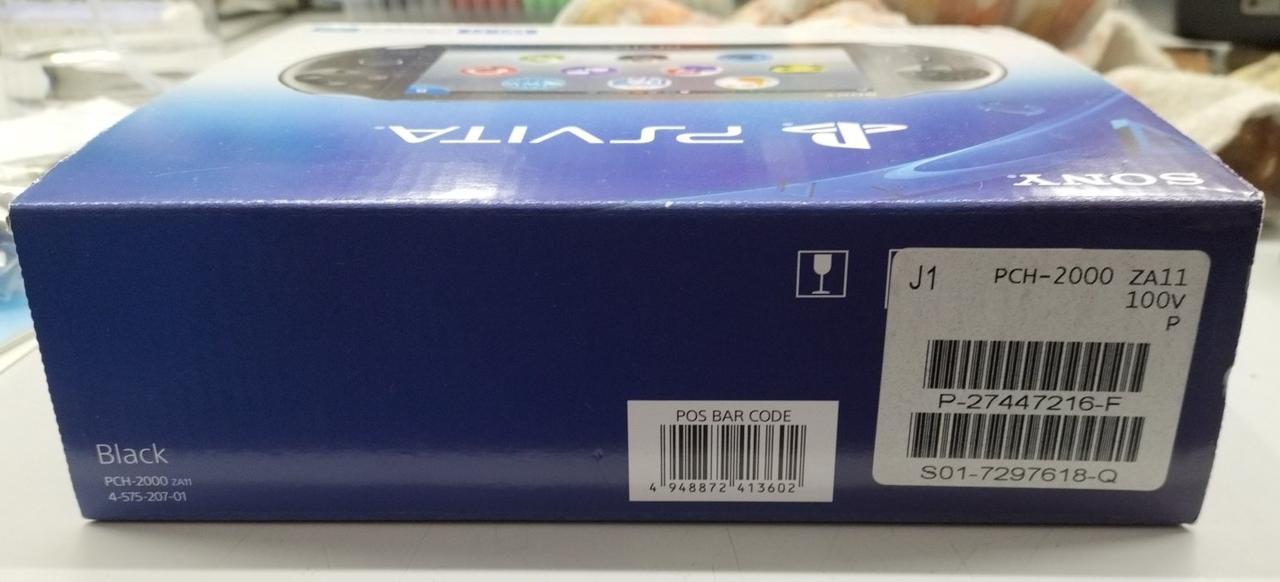 PSVITA
SONY
J1 PCH-2000 ZA11
100V
P
P-27447216-F
S01-7297618-Q
POS BAR CODE
4 948872 413602
Black
PCH-2000 ZA11
4-575-207-01